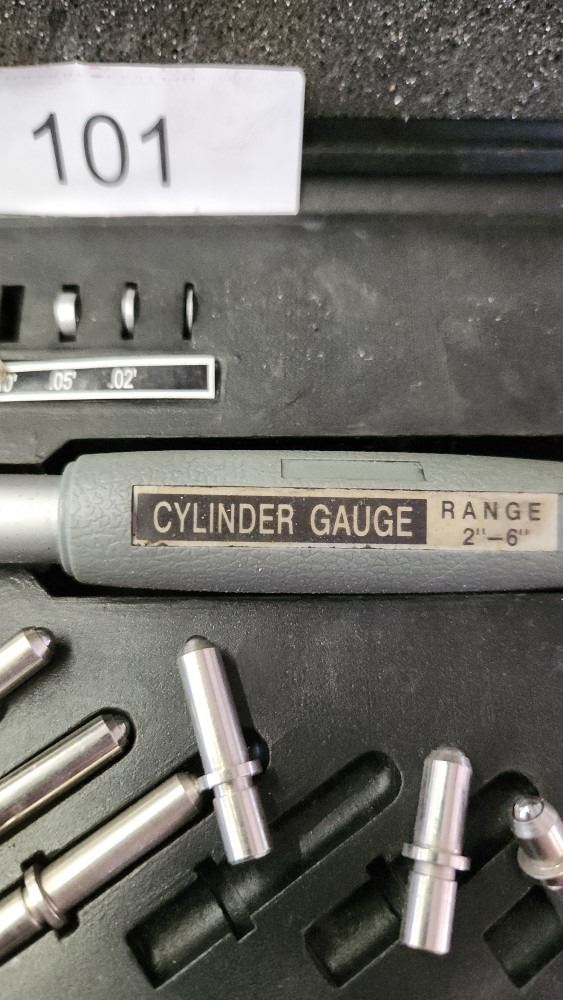 101
.05" .02"
CYLINDER GAUGE
RANGE
2"-6"